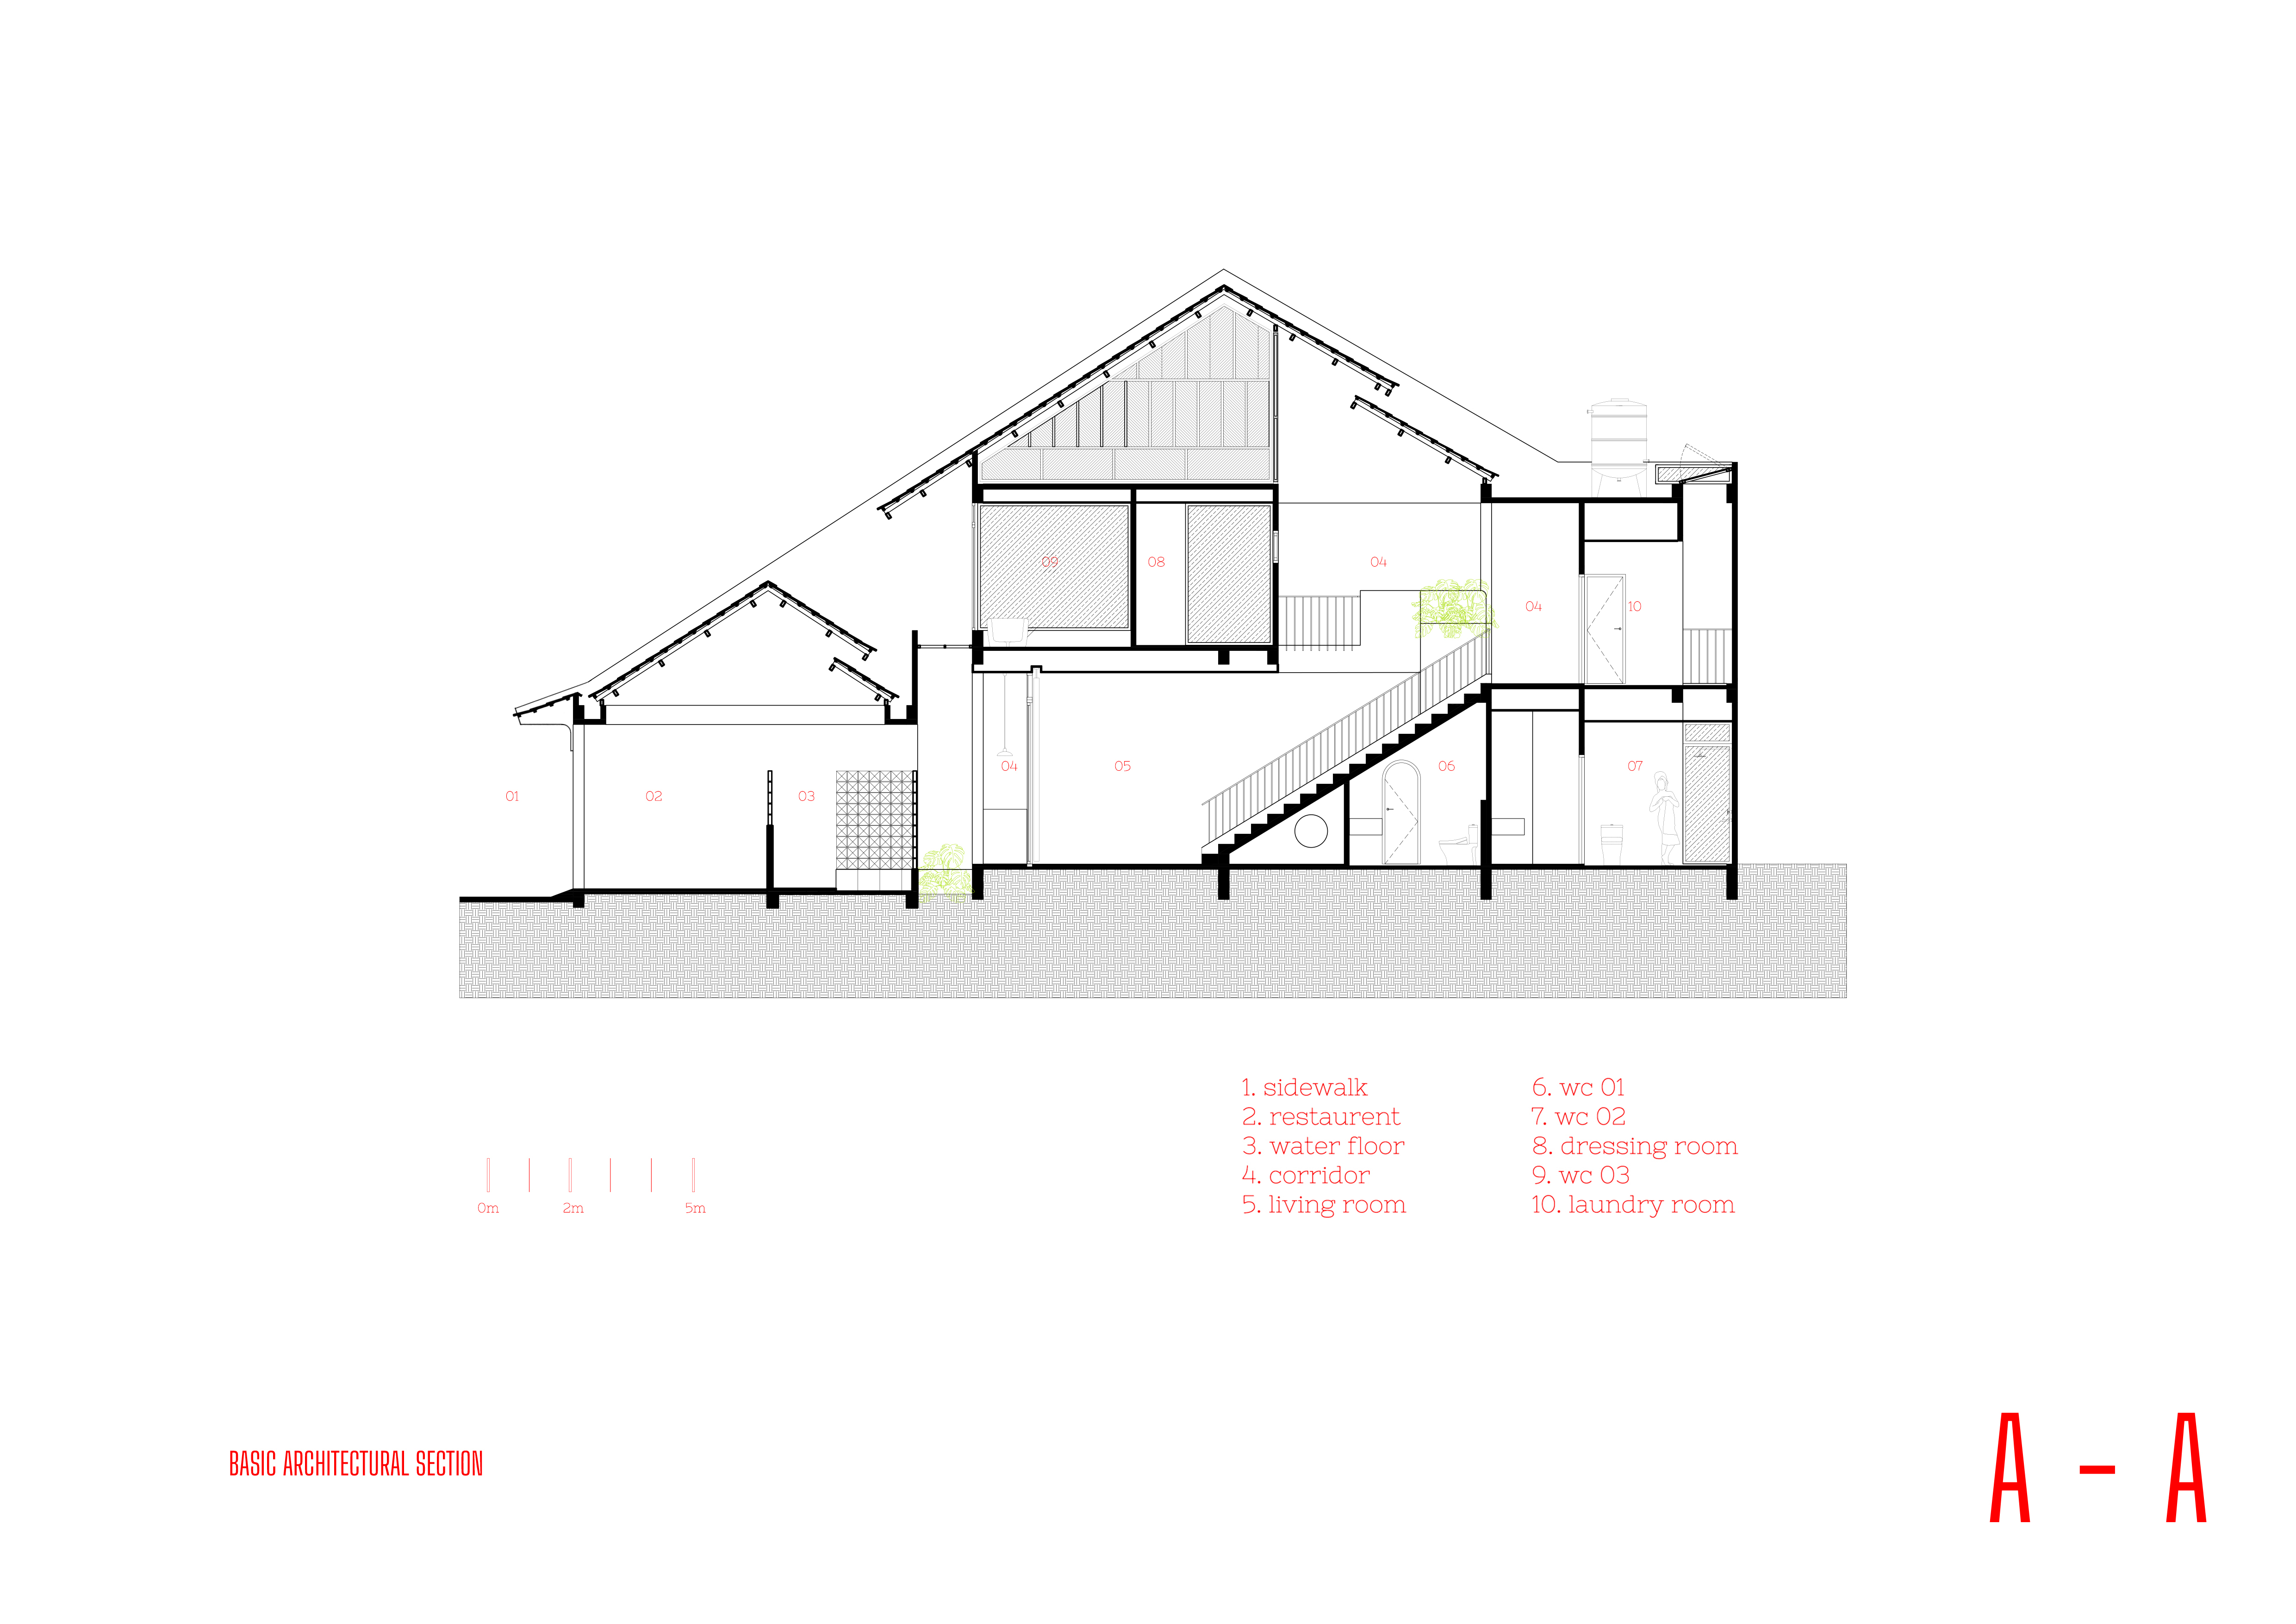 09
08
04
04
10
04
05
06
07
01
02
03
1. sidewalk
2. restaurent
3. water floor
4. corridor
5. living room
6. wc 01
7. wc 02
8. dressing room
9. wc 03
10. laundry room
0m 2m 5m
BASIC ARCHITECTURAL SECTION
A - A